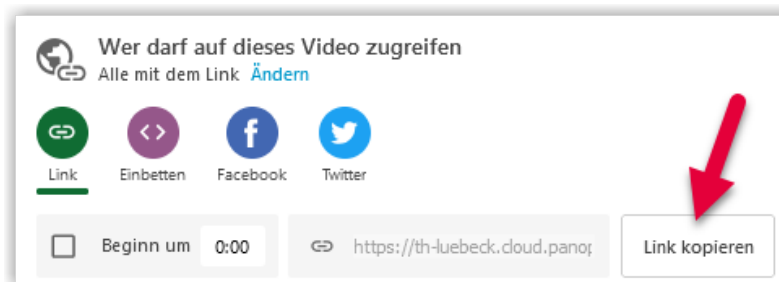 Wer darf auf dieses Video zugreifen
Alle mit dem Link Ändern
Link Einbetten Facebook Twitter
Beginn um 0:00 https://th-luebeck.cloud.panop Link kopieren